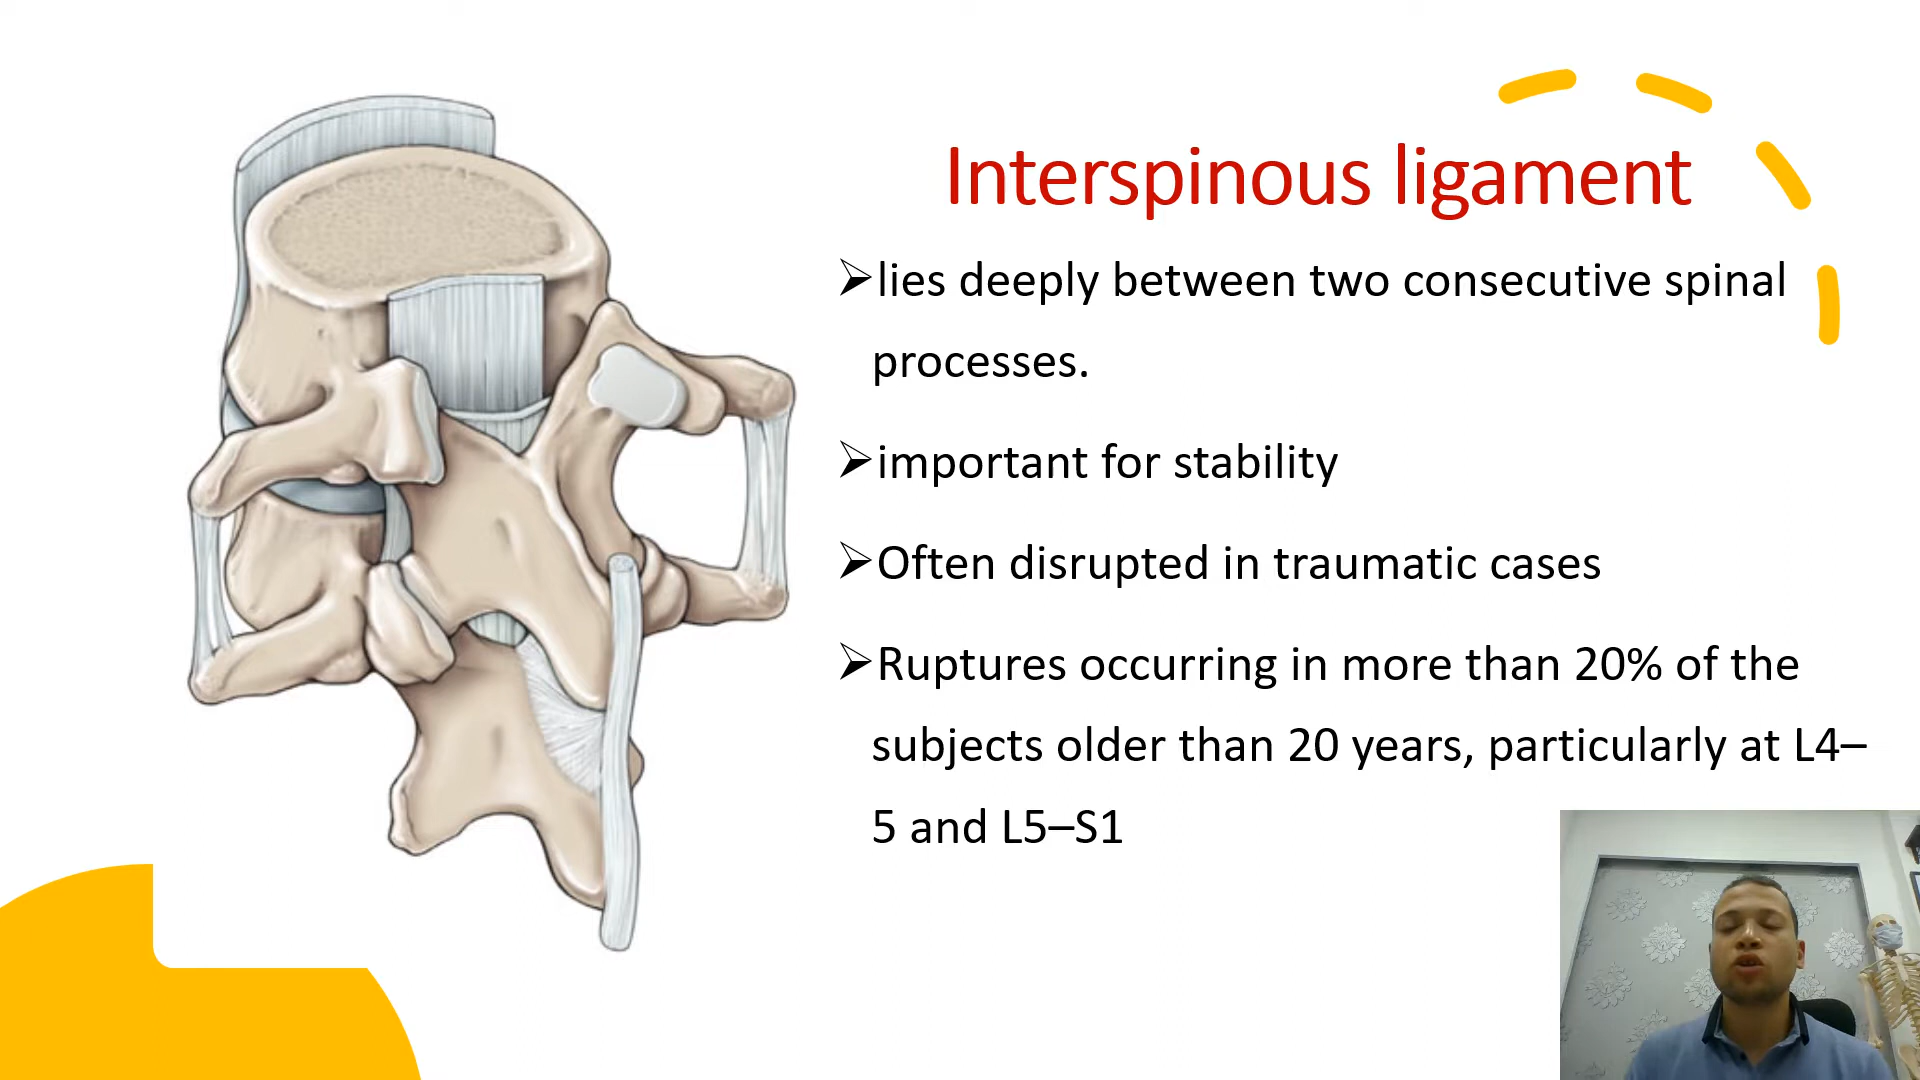 Interspinous ligament
➢lies deeply between two consecutive spinal
processes.
➢important for stability
➢Often disrupted in traumatic cases
➢Ruptures occurring in more than 20% of the
subjects older than 20 years, particularly at L4–
5 and L5–S1